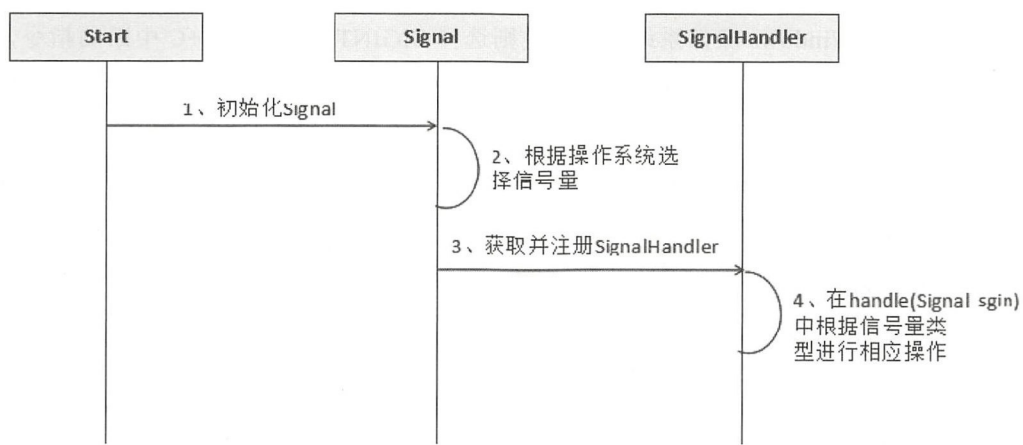 Start
Signal
SignalHandler
1、初始化Signal
2、根据操作系统选
择信号量
3、获取并注册SignalHandler
4、在handle(Signal sgin)
中根据信号量类
型进行相应操作